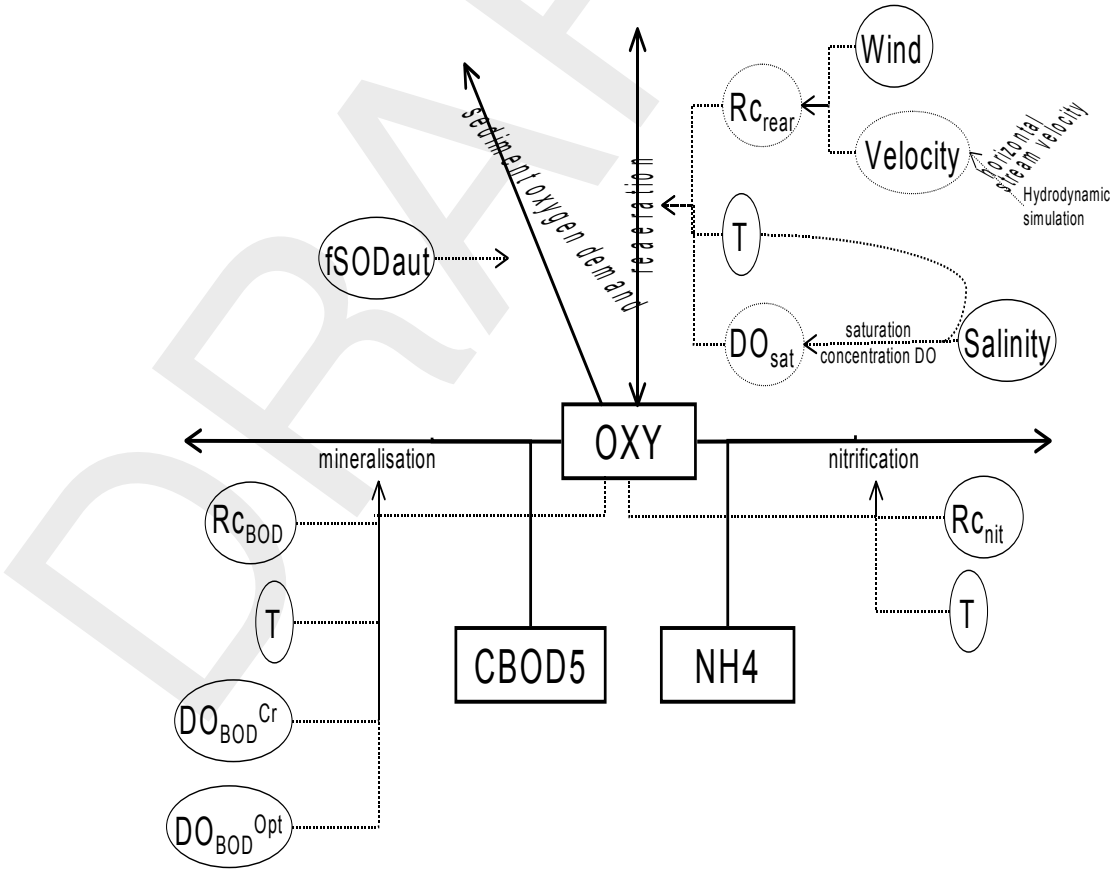 DRAFT
Wind
Rc_rear
Velocity
horizontal
stream velocity
Hydrodynamic
simulation
sediment oxygen demand
reaeration
fSODaut
T
DO_sat
saturation
concentration DO
Salinity
OXY
mineralisation
nitrification
Rc_BOD
Rc_nit
T
T
CBOD5
NH4
DO_BOD^Cr
DO_BOD^Opt